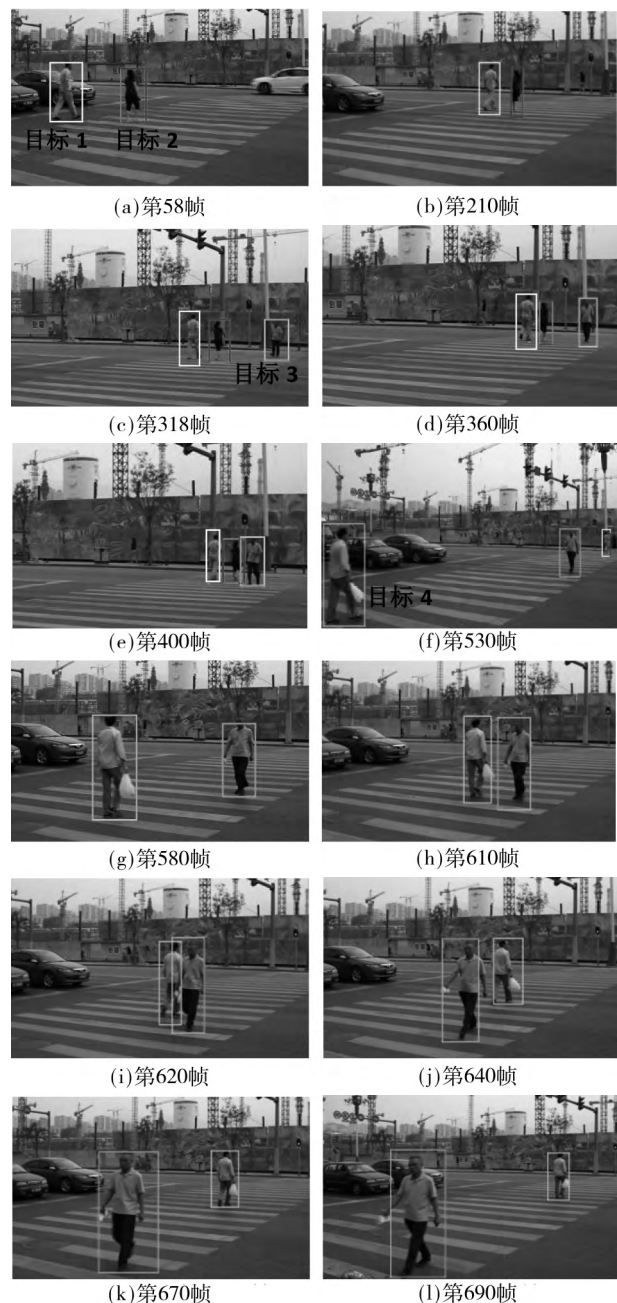 目标 1 目标 2
(a)第58帧 (b)第210帧
目标 3
(c)第318帧 (d)第360帧
目标 4
(e)第400帧 (f)第530帧
(g)第580帧 (h)第610帧
(i)第620帧 (j)第640帧
(k)第670帧 (l)第690帧